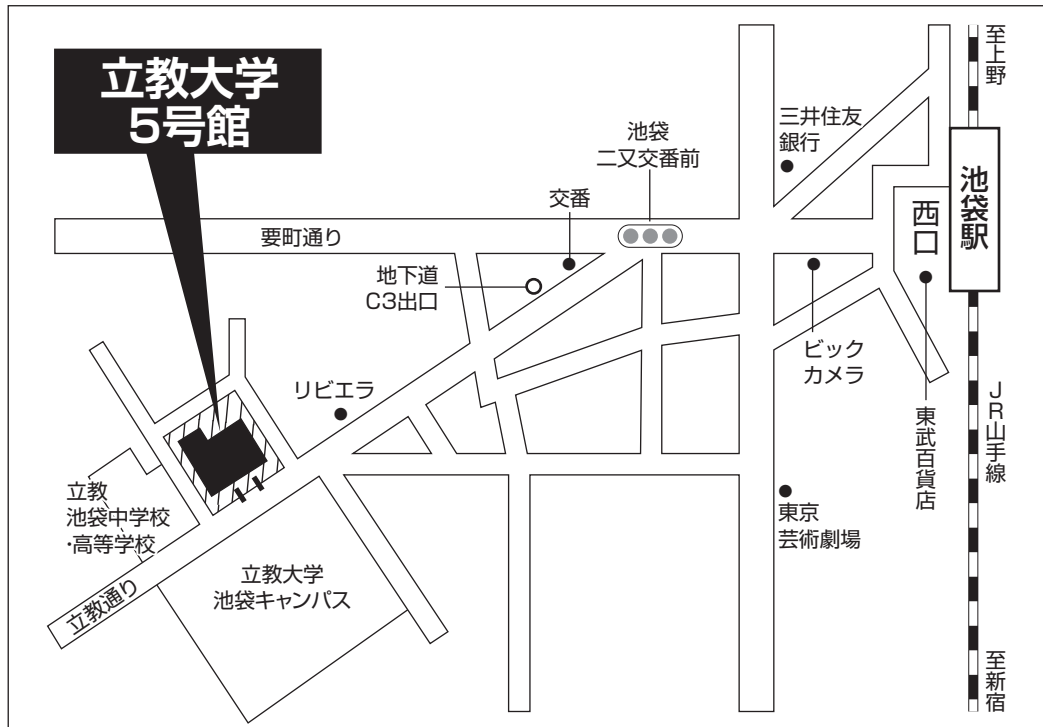 立教大学
5号館
池袋
二又交番前
三井住友
銀行
至上野
池袋駅
西口
交番
要町通り
地下道
C3出口
ビック
カメラ
リビエラ
東武百貨店
JR山手線
立教
池袋中学校
・高等学校
東京
芸術劇場
立教大学
池袋キャンパス
立教通り
至新宿